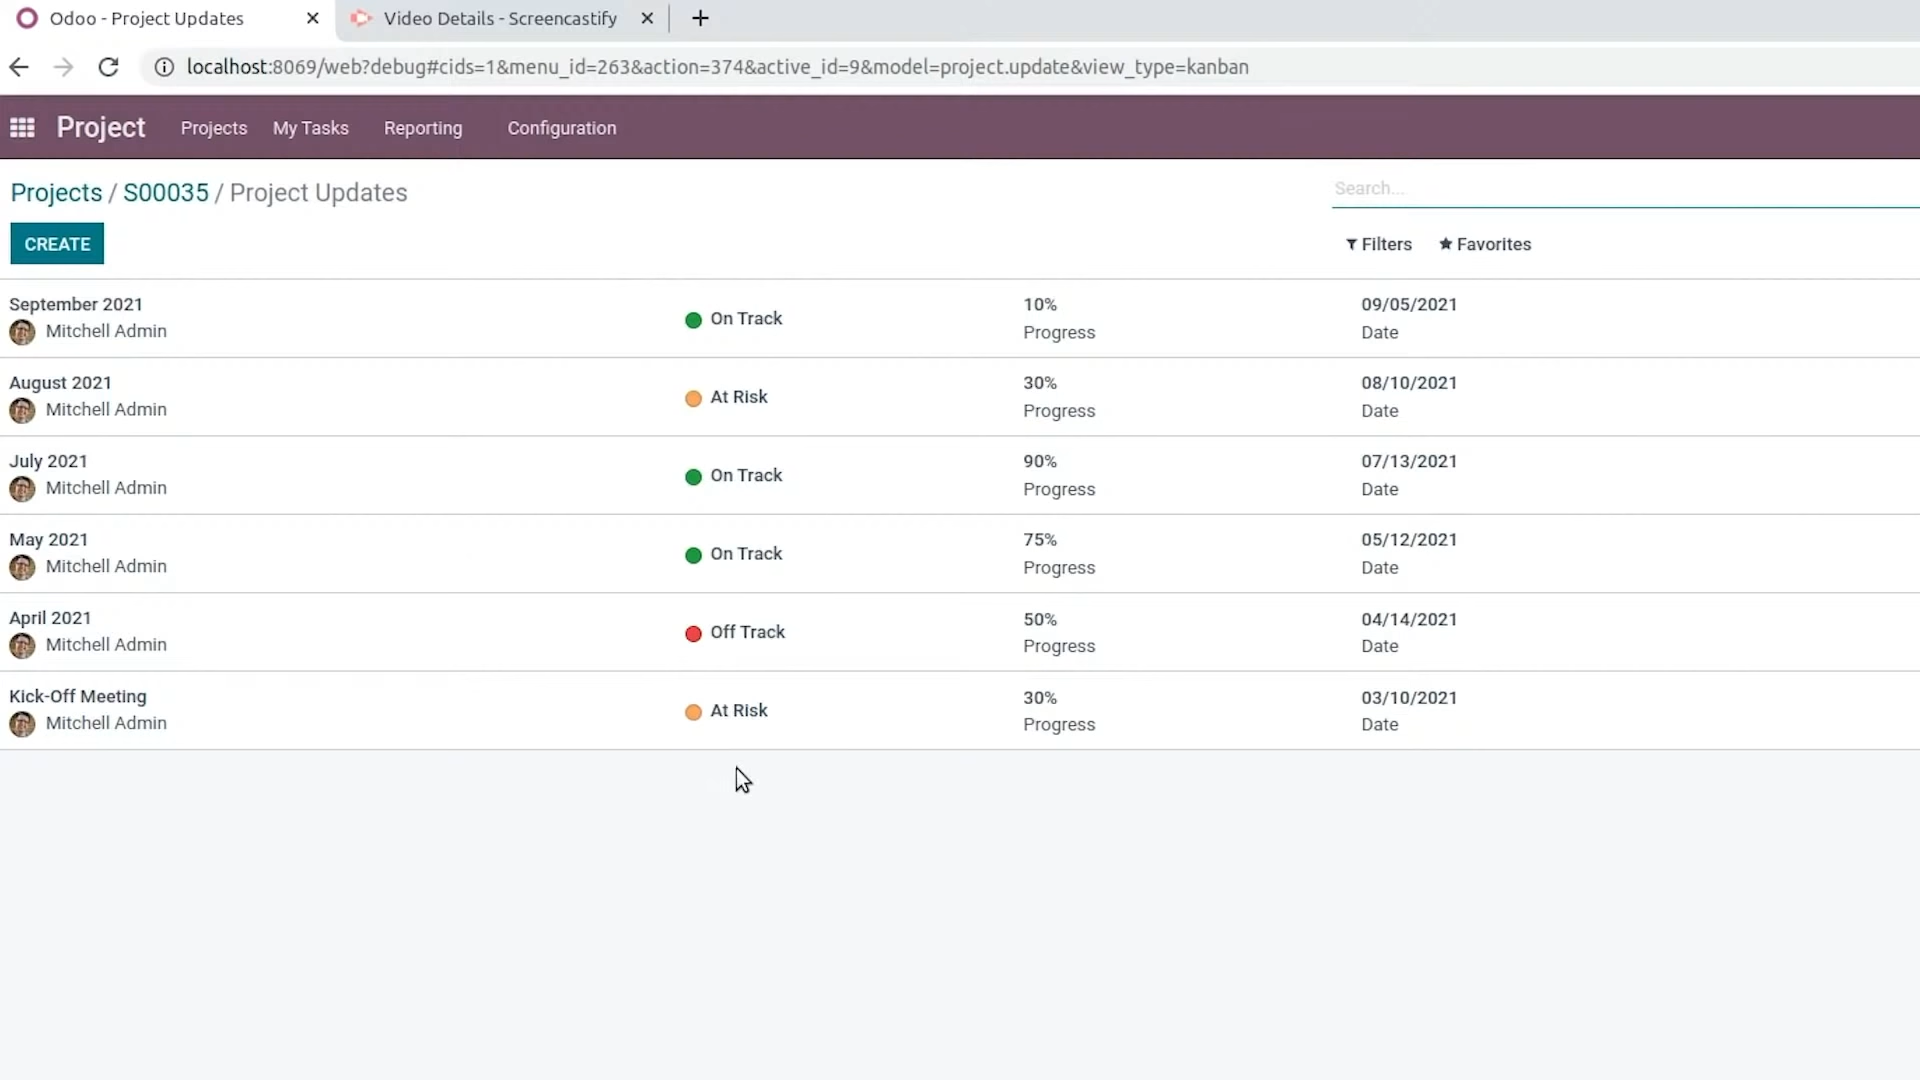 Odoo - Project Updates
Video Details - Screencastify
localhost:8069/web?debug#cids=1&menu_id=263&action=374&active_id=9&model=project.update&view_type=kanban
Project Projects My Tasks Reporting Configuration
Projects / S00035 / Project Updates
Search...
CREATE
Filters Favorites
September 2021
Mitchell Admin
On Track
10%
Progress
09/05/2021
Date
August 2021
Mitchell Admin
At Risk
30%
Progress
08/10/2021
Date
July 2021
Mitchell Admin
On Track
90%
Progress
07/13/2021
Date
May 2021
Mitchell Admin
On Track
75%
Progress
05/12/2021
Date
April 2021
Mitchell Admin
Off Track
50%
Progress
04/14/2021
Date
Kick-Off Meeting
Mitchell Admin
At Risk
30%
Progress
03/10/2021
Date